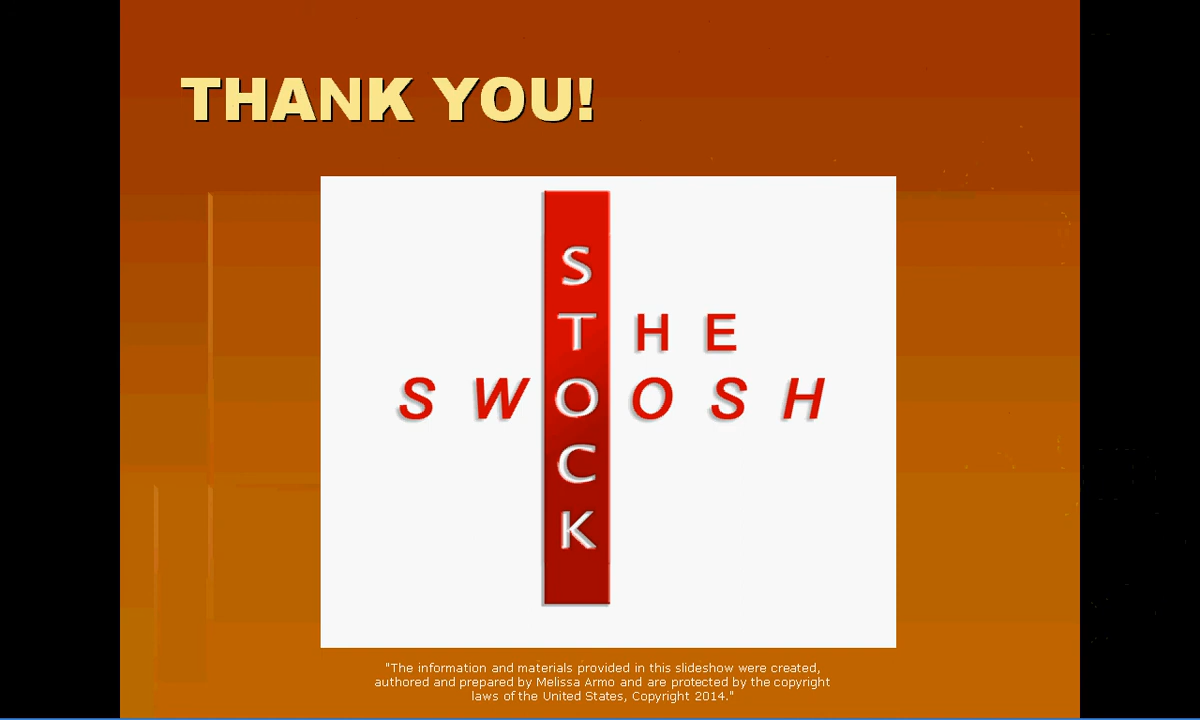 THANK YOU!
THE
STOCK
SWOOSH
"The information and materials provided in this slideshow were created,
authored and prepared by Melissa Armo and are protected by the copyright
laws of the United States, Copyright 2014."